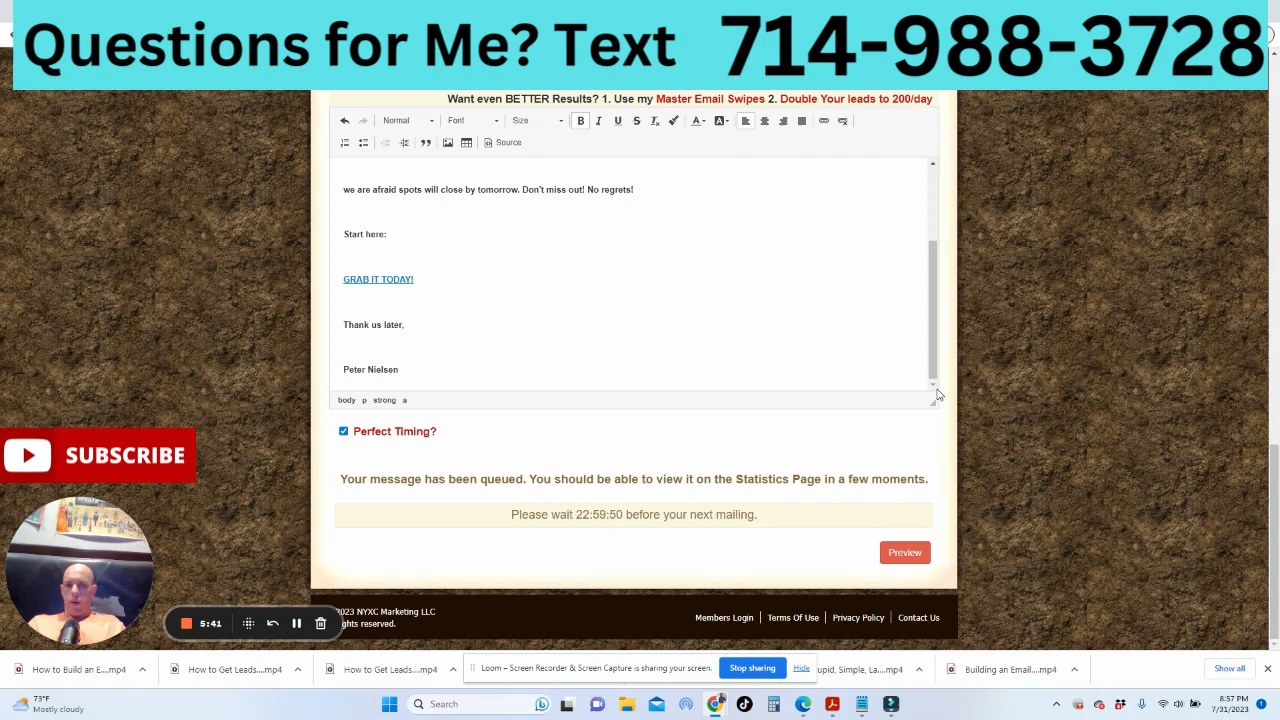 Questions for Me? Text 714-988-3728
Want even BETTER Results? 1. Use my Master Email Swipes 2. Double Your leads to 200/day
Normal Font Size B I U S Tx A A
Source
we are afraid spots will close by tomorrow. Don't miss out! No regrets!
Start here:
GRAB IT TODAY!
Thank us later,
Peter Nielsen
body p strong a
Perfect Timing?
SUBSCRIBE
Your message has been queued. You should be able to view it on the Statistics Page in a few moments.
Please wait 22:59:50 before your next mailing.
Preview
2023 NYXC Marketing LLC
ghts reserved.
Members Login Terms Of Use Privacy Policy Contact Us
5:41
How to Build an E....mp4 How to Get Leads....mp4 How to Get Leads....mp4 Loom – Screen Recorder & Screen Capture is sharing your screen. Stop sharing Hide upid, Simple, La....mp4 Building an Email....mp4 Show all
73°F
Mostly cloudy
Search
8:57 PM
7/31/2023